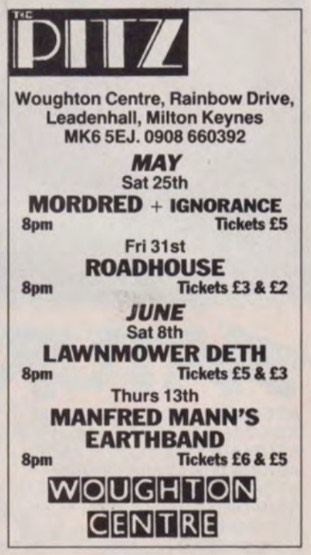 THE
PITZ
Woughton Centre, Rainbow Drive,
Leadenhall, Milton Keynes
MK6 5EJ. 0908 660392
MAY
Sat 25th
MORDRED + IGNORANCE
8pm Tickets £5
Fri 31st
ROADHOUSE
8pm Tickets £3 & £2
JUNE
Sat 8th
LAWNMOWER DETH
8pm Tickets £5 & £3
Thurs 13th
MANFRED MANN'S
EARTHBAND
8pm Tickets £6 & £5
WOUGHTON
CENTRE